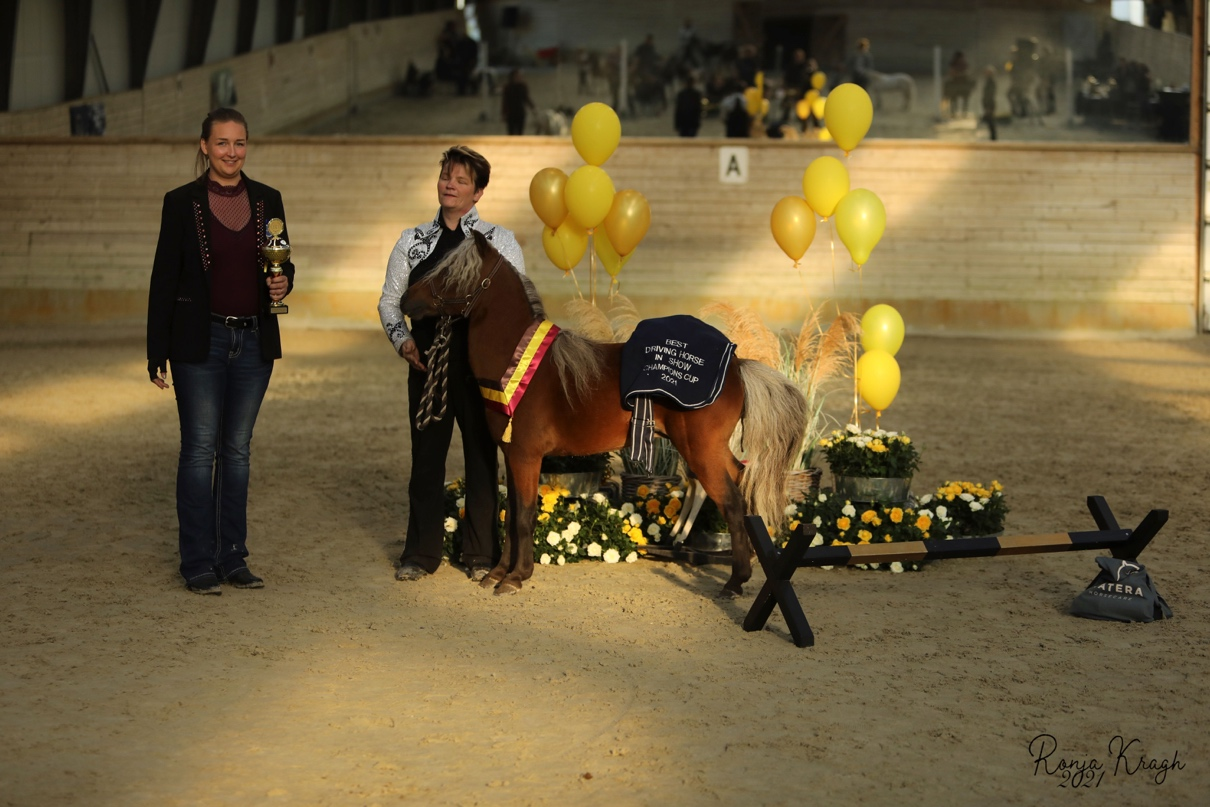 A
BEST
DRIVING HORSE
IN SHOW
CHAMPIONS CUP
2021
ATERA
Ronja Kragh
2021